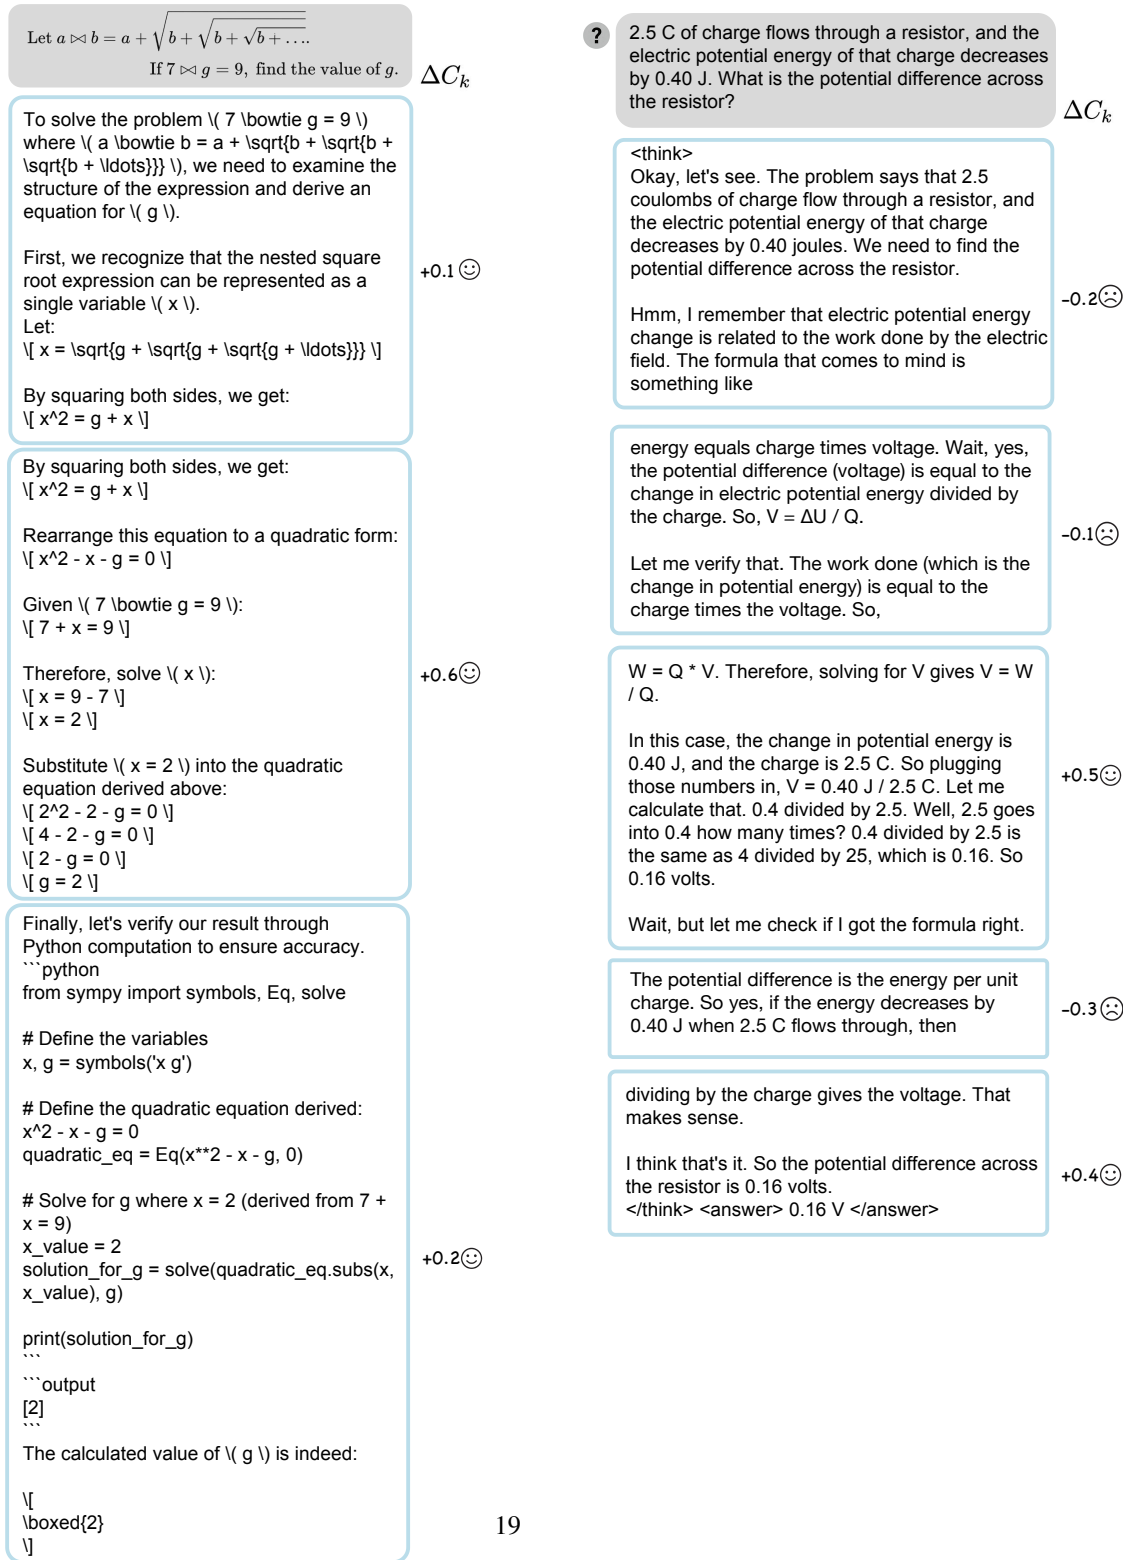 Let a ⋈ b = a + √(b + √(b + √(b + ....
If 7 ⋈ g = 9, find the value of g.
ΔC_k
To solve the problem \( 7 \bowtie g = 9 \)
where \( a \bowtie b = a + \sqrt{b + \sqrt{b +
\sqrt{b + \ldots}}} \), we need to examine the
structure of the expression and derive an
equation for \( g \).
First, we recognize that the nested square
root expression can be represented as a
single variable \( x \).
Let:
\[ x = \sqrt{g + \sqrt{g + \sqrt{g + \ldots}}} \]
By squaring both sides, we get:
\[ x^2 = g + x \]
+0.1
By squaring both sides, we get:
\[ x^2 = g + x \]
Rearrange this equation to a quadratic form:
\[ x^2 - x - g = 0 \]
Given \( 7 \bowtie g = 9 \):
\[ 7 + x = 9 \]
Therefore, solve \( x \):
\[ x = 9 - 7 \]
\[ x = 2 \]
Substitute \( x = 2 \) into the quadratic
equation derived above:
\[ 2^2 - 2 - g = 0 \]
\[ 4 - 2 - g = 0 \]
\[ 2 - g = 0 \]
\[ g = 2 \]
+0.6
Finally, let's verify our result through
Python computation to ensure accuracy.
```python
from sympy import symbols, Eq, solve
# Define the variables
x, g = symbols('x g')
# Define the quadratic equation derived:
x^2 - x - g = 0
quadratic_eq = Eq(x**2 - x - g, 0)
# Solve for g where x = 2 (derived from 7 +
x = 9)
x_value = 2
solution_for_g = solve(quadratic_eq.subs(x,
x_value), g)
print(solution_for_g)
```
```output
[2]
```
The calculated value of \( g \) is indeed:
\[
\boxed{2}
\]
+0.2
?
2.5 C of charge flows through a resistor, and the
electric potential energy of that charge decreases
by 0.40 J. What is the potential difference across
the resistor?
ΔC_k
<think>
Okay, let's see. The problem says that 2.5
coulombs of charge flow through a resistor, and
the electric potential energy of that charge
decreases by 0.40 joules. We need to find the
potential difference across the resistor.
Hmm, I remember that electric potential energy
change is related to the work done by the electric
field. The formula that comes to mind is
something like
-0.2
energy equals charge times voltage. Wait, yes,
the potential difference (voltage) is equal to the
change in electric potential energy divided by
the charge. So, V = ΔU / Q.
Let me verify that. The work done (which is the
change in potential energy) is equal to the
charge times the voltage. So,
-0.1
W = Q * V. Therefore, solving for V gives V = W
/ Q.
In this case, the change in potential energy is
0.40 J, and the charge is 2.5 C. So plugging
those numbers in, V = 0.40 J / 2.5 C. Let me
calculate that. 0.4 divided by 2.5. Well, 2.5 goes
into 0.4 how many times? 0.4 divided by 2.5 is
the same as 4 divided by 25, which is 0.16. So
0.16 volts.
Wait, but let me check if I got the formula right.
+0.5
The potential difference is the energy per unit
charge. So yes, if the energy decreases by
0.40 J when 2.5 C flows through, then
-0.3
dividing by the charge gives the voltage. That
makes sense.
I think that's it. So the potential difference across
the resistor is 0.16 volts.
</think> <answer> 0.16 V </answer>
+0.4
19